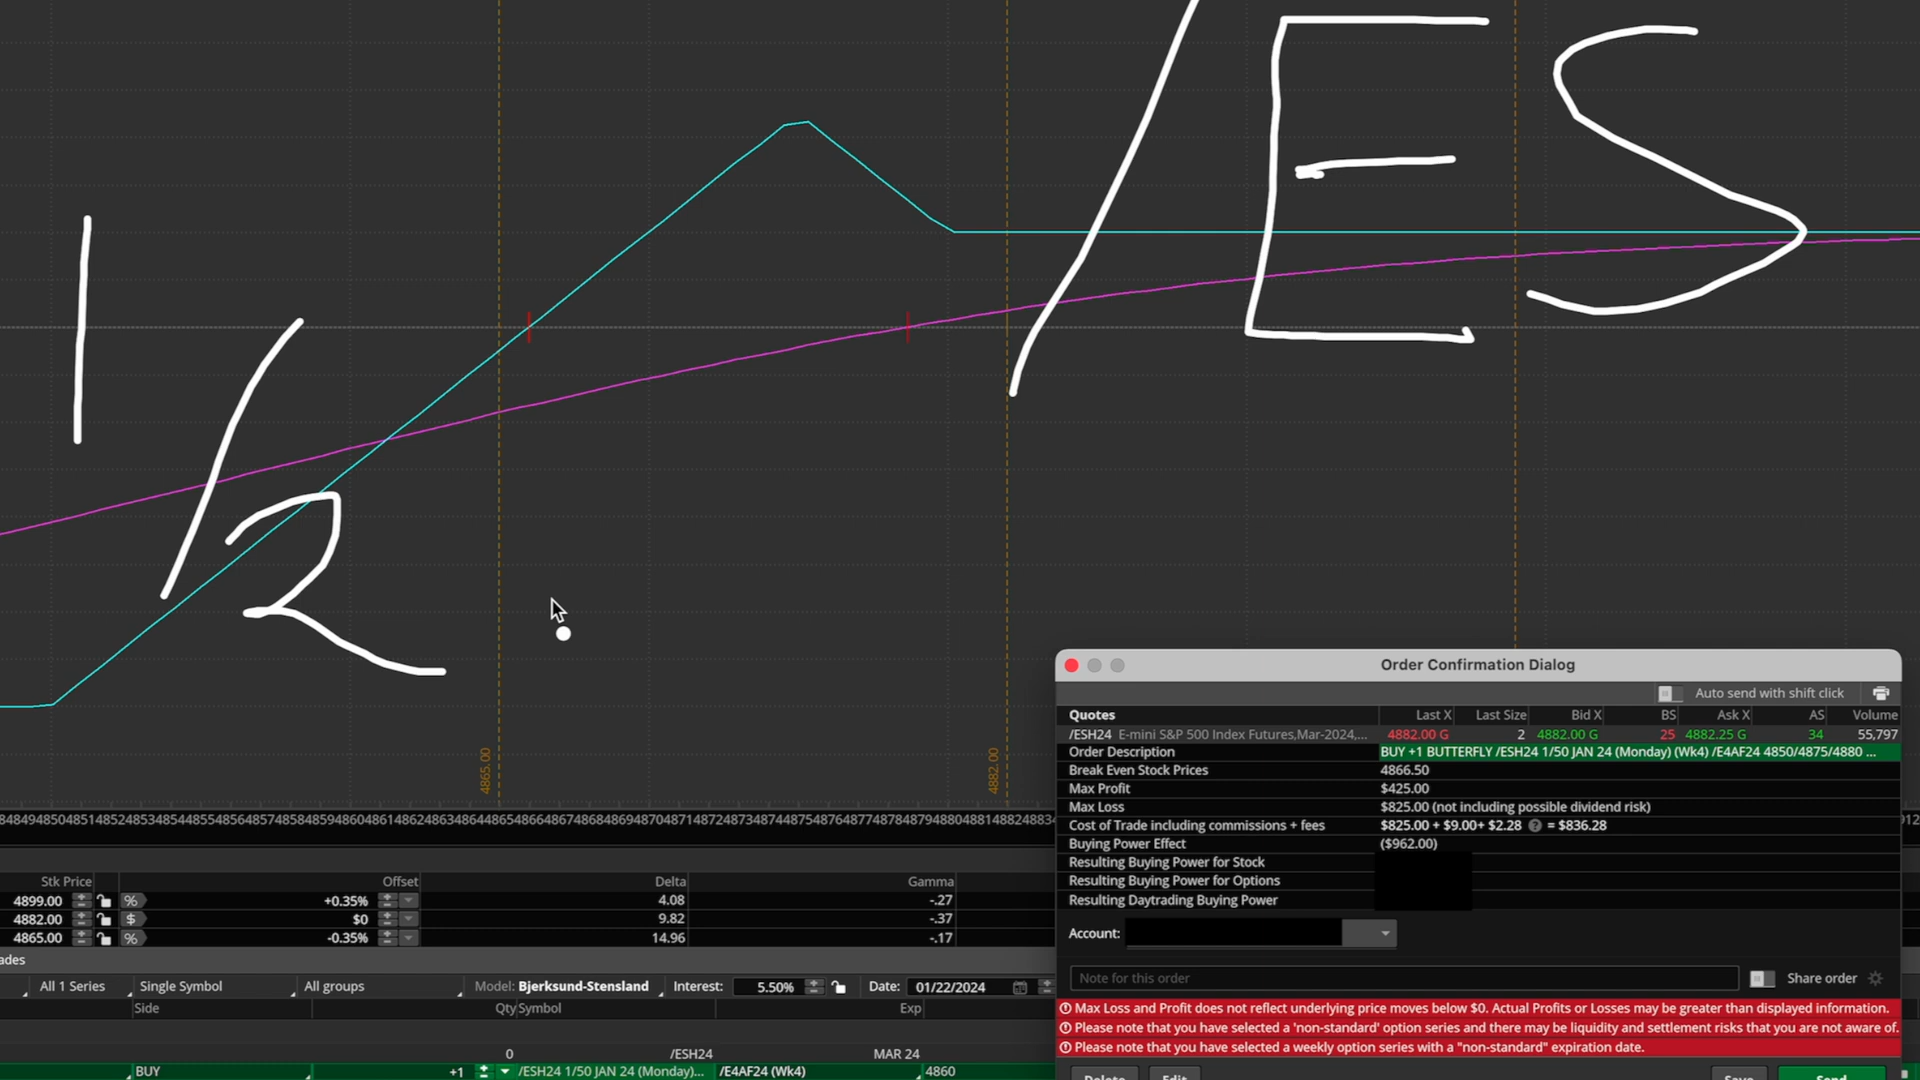 /ES
1/2
4865.00
4882.00
Order Confirmation Dialog
Auto send with shift click
Quotes Last X Last Size Bid X BS Ask X AS Volume
/ESH24 E-mini S&P 500 Index Futures,Mar-2024,... 4882.00 G 2 4882.00 G 25 4882.25 G 34 55,797
Order Description BUY +1 BUTTERFLY /ESH24 1/50 JAN 24 (Monday) (Wk4) /E4AF24 4850/4875/4880 ...
Break Even Stock Prices 4866.50
Max Profit $425.00
Max Loss $825.00 (not including possible dividend risk)
Cost of Trade including commissions + fees $825.00 + $9.00+ $2.28 = $836.28
Buying Power Effect ($962.00)
Resulting Buying Power for Stock
Resulting Buying Power for Options
Resulting Daytrading Buying Power
Account:
Note for this order Share order
Max Loss and Profit does not reflect underlying price moves below $0. Actual Profits or Losses may be greater than displayed information.
Please note that you have selected a 'non-standard' option series and there may be liquidity and settlement risks that you are not aware of.
Please note that you have selected a weekly option series with a "non-standard" expiration date.
Delete Edit Save Send
Stk Price Offset Delta Gamma
4899.00 % +0.35% 4.08 -.27
4882.00 $ $0 9.82 -.37
4865.00 % -0.35% 14.96 -.17
ades
All 1 Series Single Symbol All groups Model: Bjerksund-Stensland Interest: 5.50% Date: 01/22/2024
Side Qty Symbol Exp
0 /ESH24 MAR 24
BUY +1 /ESH24 1/50 JAN 24 (Monday)... /E4AF24 (Wk4) 4860